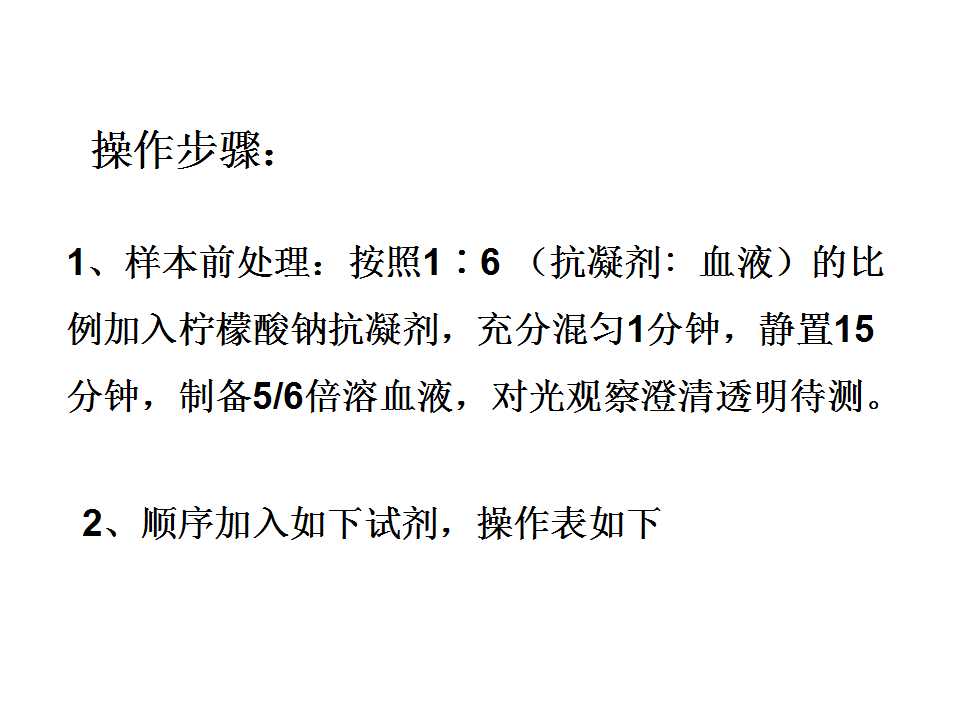 操作步骤：
1、样本前处理：按照1∶6 （抗凝剂：血液）的比
例加入柠檬酸钠抗凝剂，充分混匀1分钟，静置15
分钟，制备5/6倍溶血液，对光观察澄清透明待测。
2、顺序加入如下试剂，操作表如下